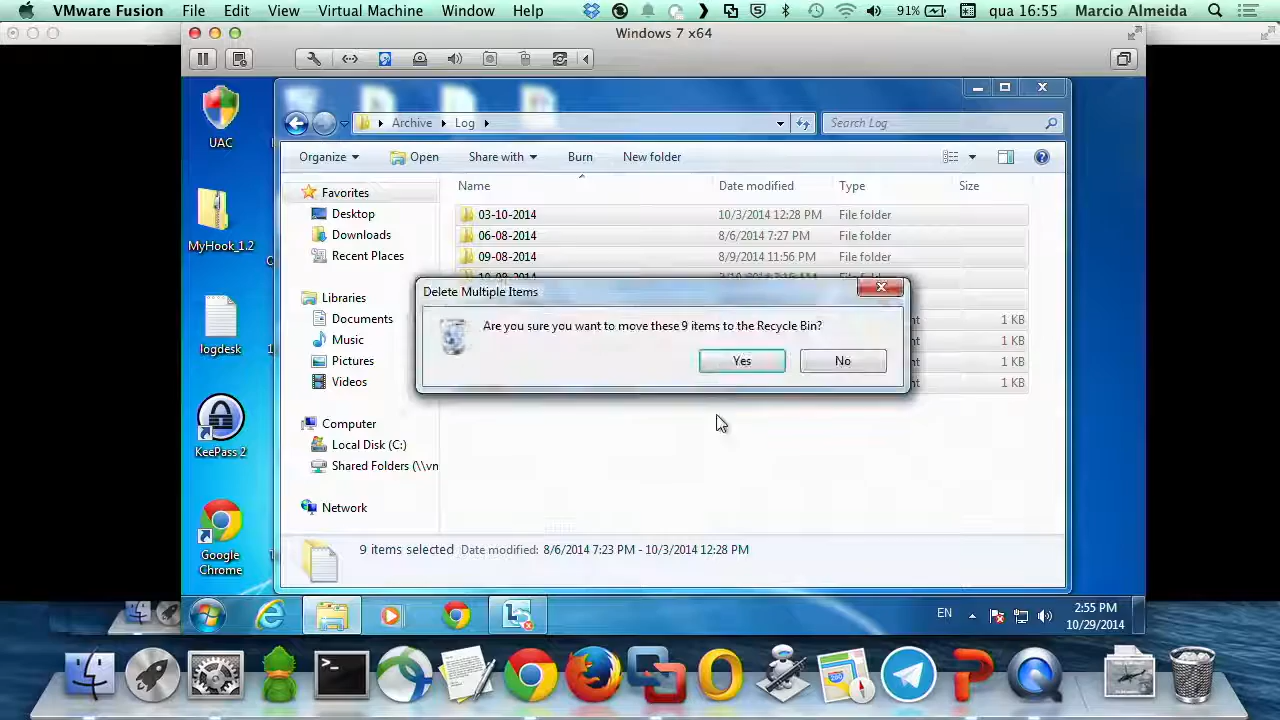 VMware Fusion File Edit View Virtual Machine Window Help 91% qua 16:55 Marcio Almeida
Windows 7 x64
UAC
MyHook_1.2
logdesk
KeePass 2
Google
Chrome
Archive Log Search Log
Organize Open Share with Burn New folder
Favorites
Desktop
Downloads
Recent Places
Libraries
Documents
Music
Pictures
Videos
Computer
Local Disk (C:)
Shared Folders (\\vn
Network
Name Date modified Type Size
03-10-2014 10/3/2014 12:28 PM File folder
06-08-2014 8/6/2014 7:27 PM File folder
09-08-2014 8/9/2014 11:56 PM File folder
Delete Multiple Items
Are you sure you want to move these 9 items to the Recycle Bin?
Yes No
1 KB
1 KB
1 KB
1 KB
9 items selected Date modified: 8/6/2014 7:23 PM - 10/3/2014 12:28 PM
EN 2:55 PM
10/29/2014